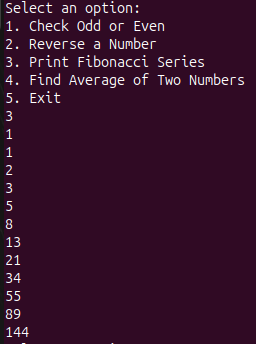 Select an option:
1. Check Odd or Even
2. Reverse a Number
3. Print Fibonacci Series
4. Find Average of Two Numbers
5. Exit
3
1
1
2
3
5
8
13
21
34
55
89
144